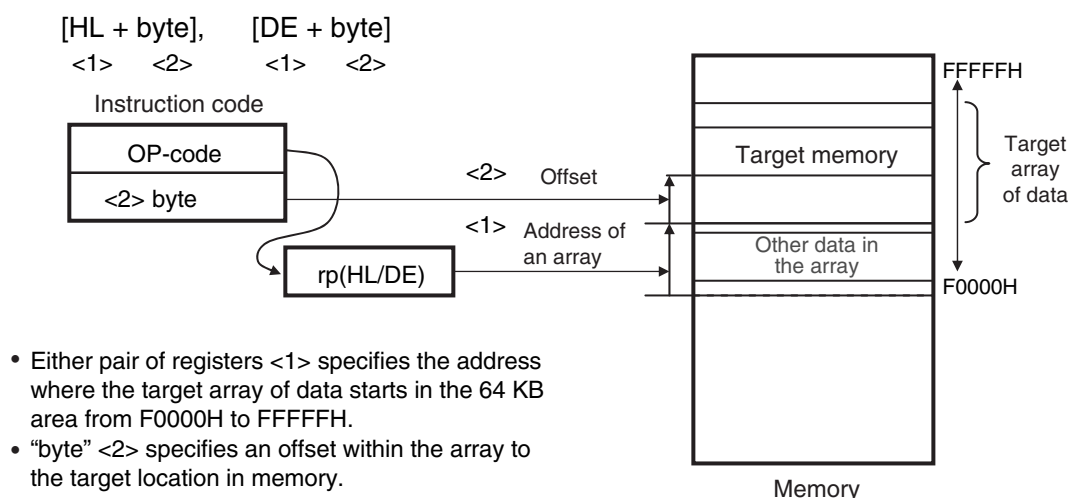 [HL + byte], [DE + byte]
<1> <2> <1> <2>
Instruction code
OP-code
<2> byte
<2> Offset
<1> Address of
an array
rp(HL/DE)
FFFFFH
Target memory
Target
array
of data
Other data in
the array
F0000H
Memory
• Either pair of registers <1> specifies the address
where the target array of data starts in the 64 KB
area from F0000H to FFFFFH.
• “byte” <2> specifies an offset within the array to
the target location in memory.